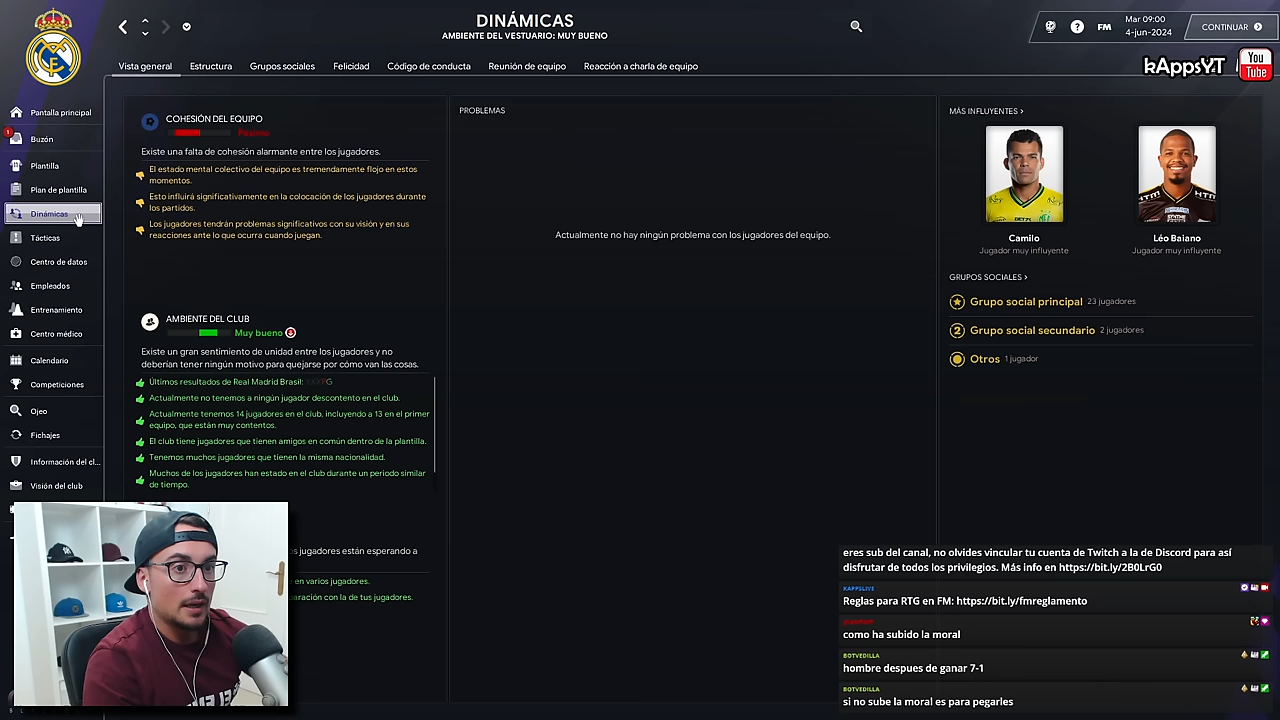 DINÁMICAS
AMBIENTE DEL VESTUARIO: MUY BUENO
FM
Mar 09:00
4-jun-2024
CONTINUAR
kAppsYT
You
Tube
Vista general
Estructura
Grupos sociales
Felicidad
Código de conducta
Reunión de equipo
Reacción a charla de equipo
Pantalla principal
1
Buzón
Plantilla
Plan de plantilla
Dinámicas
Tácticas
Centro de datos
Empleados
Entrenamiento
Centro médico
Calendario
Competiciones
Ojeo
Fichajes
Información del cl...
Visión del club
COHESIÓN DEL EQUIPO
Pésimo
Existe una falta de cohesión alarmante entre los jugadores.
El estado mental colectivo del equipo es tremendamente flojo en estos
momentos.
Esto influirá significativamente en la colocación de los jugadores durante
los partidos.
Los jugadores tendrán problemas significativos con su visión y en sus
reacciones ante lo que ocurra cuando juegan.
AMBIENTE DEL CLUB
Muy bueno
Existe un gran sentimiento de unidad entre los jugadores y no
deberían tener ningún motivo para quejarse por cómo van las cosas.
Últimos resultados de Real Madrid Brasil:
Actualmente no tenemos a ningún jugador descontento en el club.
Actualmente tenemos 14 jugadores en el club, incluyendo a 13 en el primer
equipo, que están muy contentos.
El club tiene jugadores que tienen amigos en común dentro de la plantilla.
Tenemos muchos jugadores que tienen la misma nacionalidad.
Muchos de los jugadores han estado en el club durante un periodo similar
de tiempo.
jugadores están esperando a
en varios jugadores.
paración con la de tus jugadores.
PROBLEMAS
Actualmente no hay ningún problema con los jugadores del equipo.
MÁS INFLUYENTES >
Camilo
Jugador muy influyente
Léo Baiano
Jugador muy influyente
GRUPOS SOCIALES >
Grupo social principal 23 jugadores
2 Grupo social secundario 2 jugadores
Otros 1 jugador
eres sub del canal, no olvides vincular tu cuenta de Twitch a la de Discord para así
disfrutar de todos los privilegios. Más info en https://bit.ly/2B0LrG0
KAPPSLIVE
Reglas para RTG en FM: https://bit.ly/fmreglamento
como ha subido la moral
BOTVEDILLA
hombre despues de ganar 7-1
BOTVEDILLA
si no sube la moral es para pegarles